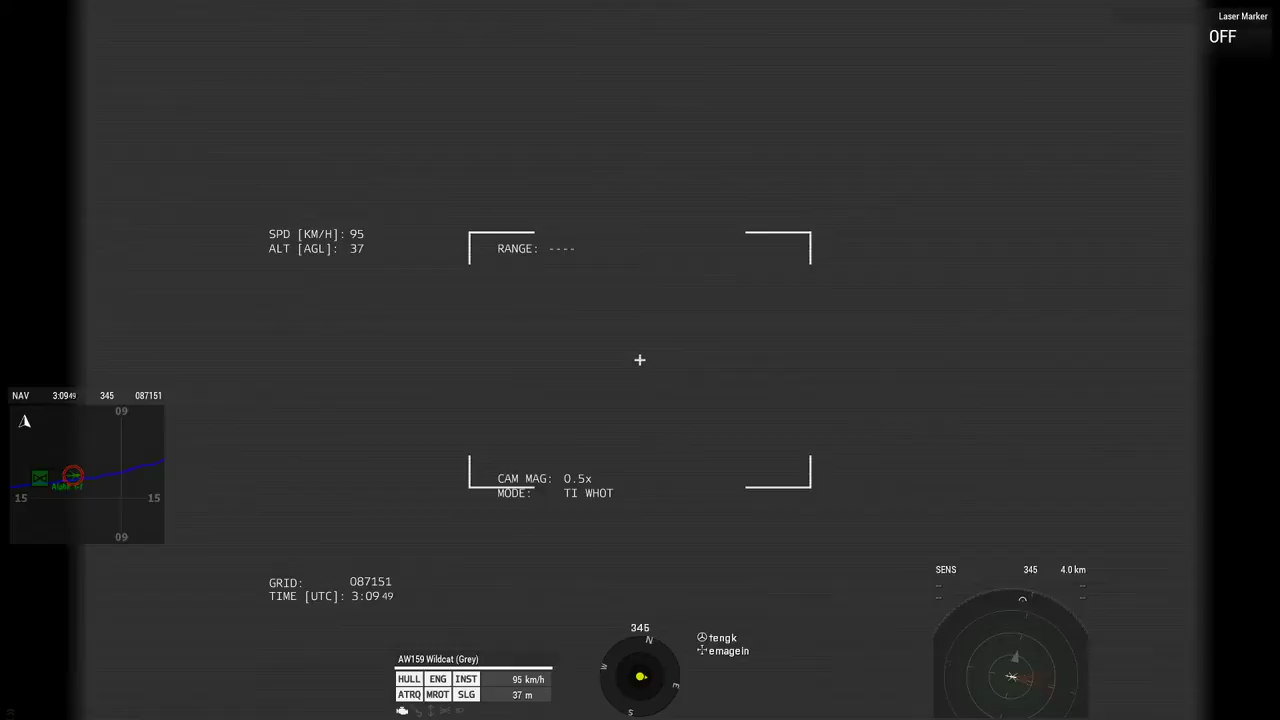 Laser Marker
OFF
SPD [KM/H]: 95
ALT [AGL]: 37
RANGE: ----
NAV 3:09 49 345 087151
09
15 15
09
CAM MAG: 0.5x
MODE: TI WHOT
GRID: 087151
TIME [UTC]: 3:09 49
SENS 345 4.0 km
345
N
W
E
S
tengk
emagein
AW159 Wildcat (Grey)
HULL ENG INST 95 km/h
ATRQ MROT SLG 37 m